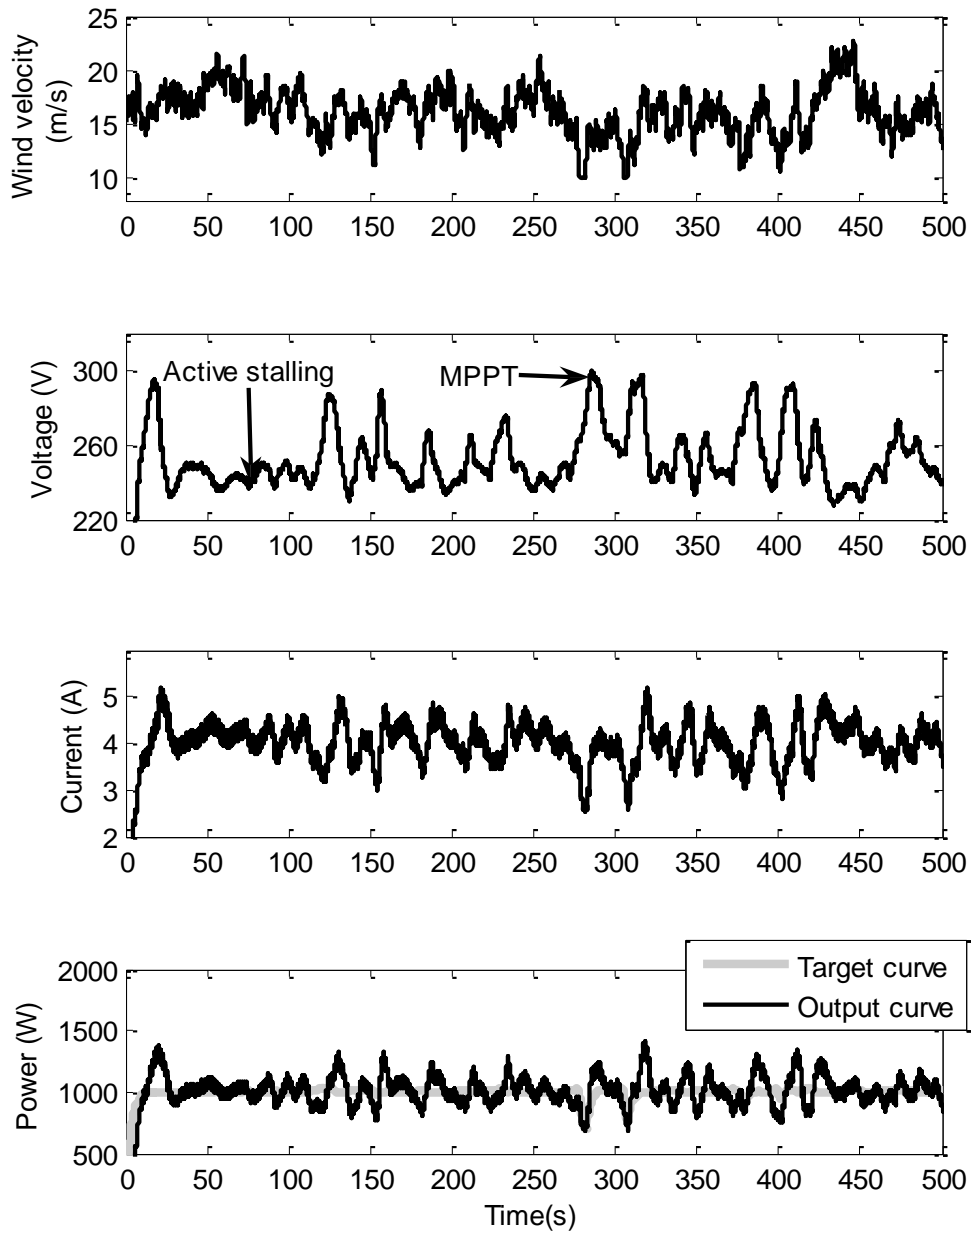 25
20
15
10
Wind velocity
(m/s)
0 50 100 150 200 250 300 350 400 450 500
300
260
220
Voltage (V)
Active stalling
MPPT
0 50 100 150 200 250 300 350 400 450 500
5
4
3
2
Current (A)
0 50 100 150 200 250 300 350 400 450 500
2000
1500
1000
500
Power (W)
Target curve
Output curve
0 50 100 150 200 250 300 350 400 450 500
Time(s)